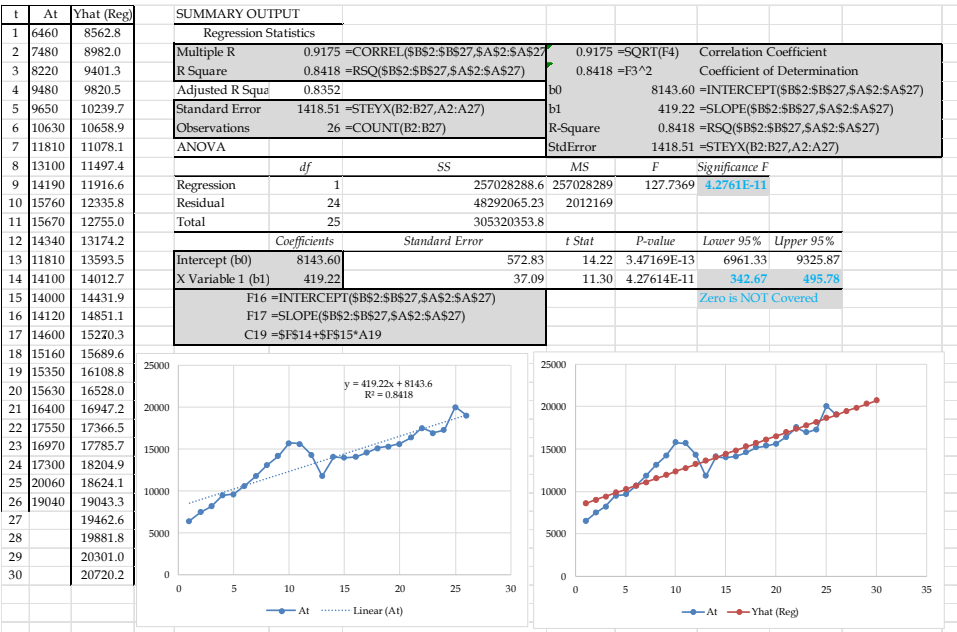 t At Yhat (Reg) SUMMARY OUTPUT
1 6460 8562.8 Regression Statistics
2 7480 8982.0 Multiple R 0.9175 =CORREL($B$2:$B$27,$A$2:$A$27 0.9175 =SQRT(F4) Correlation Coefficient
3 8220 9401.3 R Square 0.8418 =RSQ($B$2:$B$27,$A$2:$A$27) 0.8418 =F3^2 Coefficient of Determination
4 9480 9820.5 Adjusted R Squa 0.8352 b0 8143.60 =INTERCEPT($B$2:$B$27,$A$2:$A$27)
5 9650 10239.7 Standard Error 1418.51 =STEYX(B2:B27,A2:A27) b1 419.22 =SLOPE($B$2:$B$27,$A$2:$A$27)
6 10630 10658.9 Observations 26 =COUNT(B2:B27) R-Square 0.8418 =RSQ($B$2:$B$27,$A$2:$A$27)
7 11810 11078.1 ANOVA StdError 1418.51 =STEYX(B2:B27,A2:A27)
8 13100 11497.4 df SS MS F Significance F
9 14190 11916.6 Regression 1 257028288.6 257028289 127.7369 4.2761E-11
10 15760 12335.8 Residual 24 48292065.23 2012169
11 15670 12755.0 Total 25 305320353.8
12 14340 13174.2 Coefficients Standard Error t Stat P-value Lower 95% Upper 95%
13 11810 13593.5 Intercept (b0) 8143.60 572.83 14.22 3.47169E-13 6961.33 9325.87
14 14100 14012.7 X Variable 1 (b1) 419.22 37.09 11.30 4.27614E-11 342.67 495.78
15 14000 14431.9 F16 =INTERCEPT($B$2:$B$27,$A$2:$A$27) Zero is NOT Covered
16 14120 14851.1 F17 =SLOPE($B$2:$B$27,$A$2:$A$27)
17 14600 15270.3 C19 =$F$14+$F$15*A19
18 15160 15689.6
19 15350 16108.8
20 15630 16528.0
21 16400 16947.2
22 17550 17366.5
23 16970 17785.7
24 17300 18204.9
25 20060 18624.1
26 19040 19043.3
27 19462.6
28 19881.8
29 20301.0
30 20720.2
25000
20000
15000
10000
5000
0
0 5 10 15 20 25 30
y = 419.22x + 8143.6
R² = 0.8418
At Linear (At)
25000
20000
15000
10000
5000
0
0 5 10 15 20 25 30 35
At Yhat (Reg)